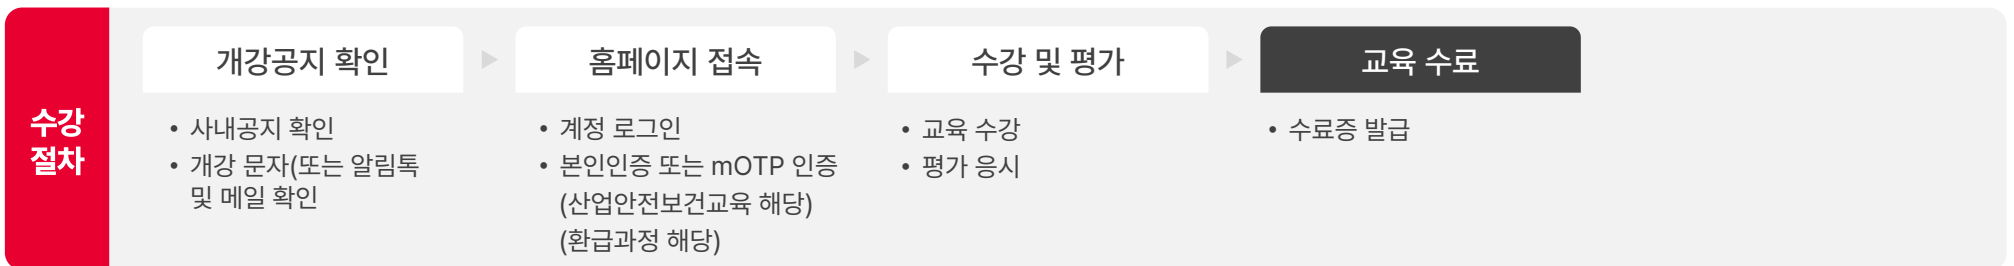 수강
절차
개강공지 확인
• 사내공지 확인
• 개강 문자(또는 알림톡
및 메일 확인
홈페이지 접속
• 계정 로그인
• 본인인증 또는 mOTP 인증
(산업안전보건교육 해당)
(환급과정 해당)
수강 및 평가
• 교육 수강
• 평가 응시
교육 수료
• 수료증 발급